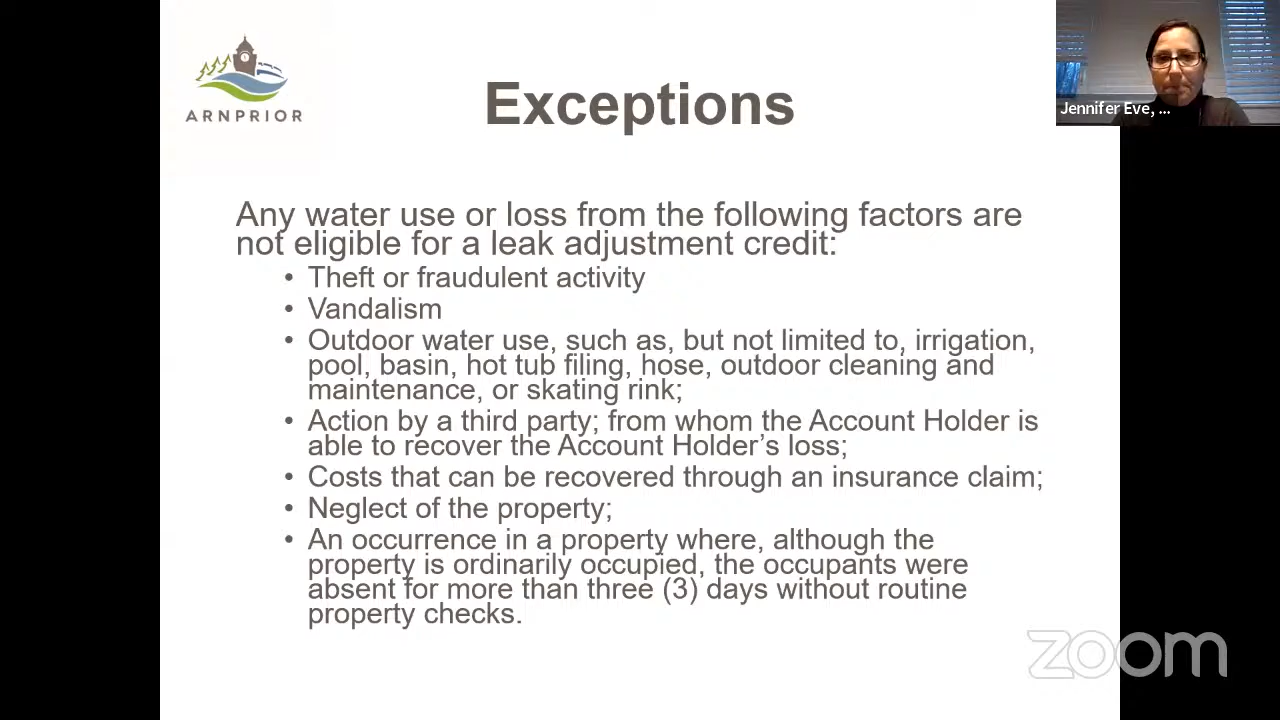 ARNPRIOR
Exceptions
Jennifer Eve, ...
Any water use or loss from the following factors are
not eligible for a leak adjustment credit:
• Theft or fraudulent activity
• Vandalism
• Outdoor water use, such as, but not limited to, irrigation,
pool, basin, hot tub filing, hose, outdoor cleaning and
maintenance, or skating rink;
• Action by a third party; from whom the Account Holder is
able to recover the Account Holder's loss;
• Costs that can be recovered through an insurance claim;
• Neglect of the property;
• An occurrence in a property where, although the
property is ordinarily occupied, the occupants were
absent for more than three (3) days without routine
property checks.
zoom